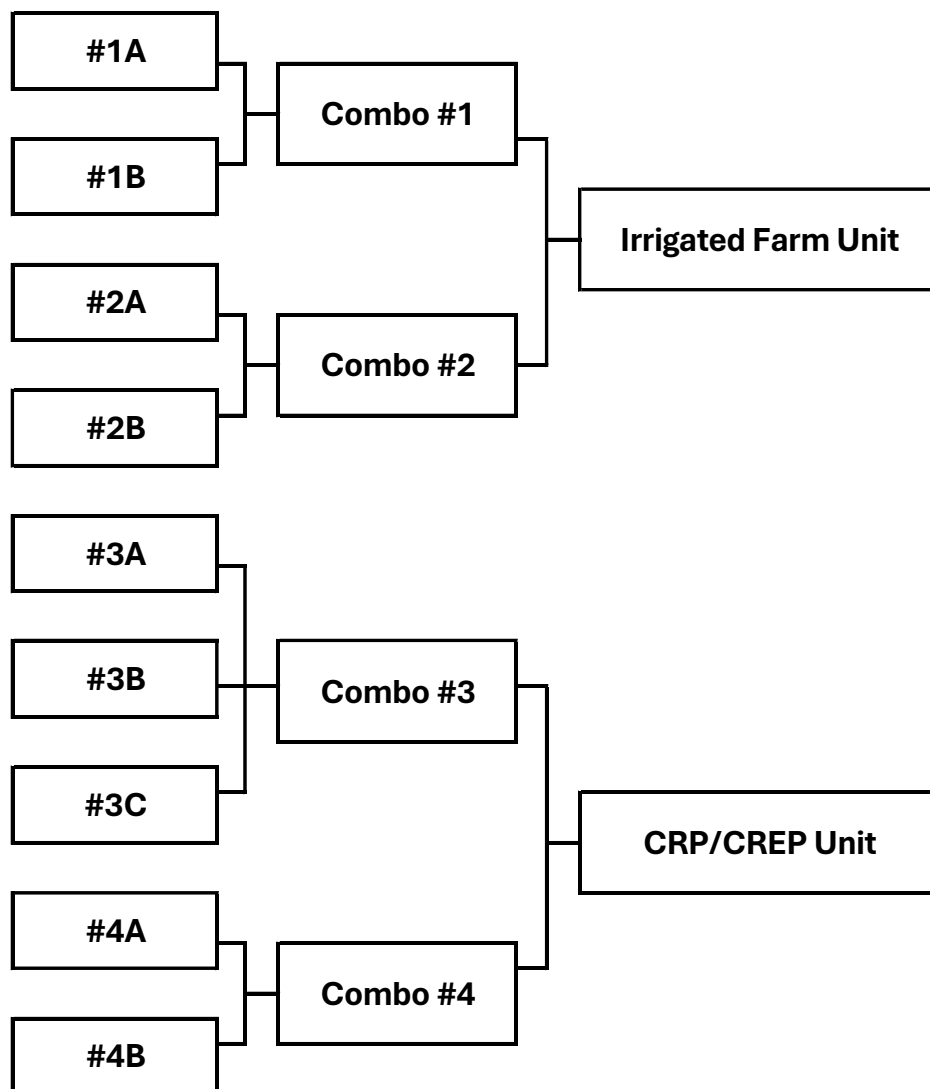 #1A
#1B
#2A
#2B
#3A
#3B
#3C
#4A
#4B
Combo #1
Combo #2
Combo #3
Combo #4
Irrigated Farm Unit
CRP/CREP Unit